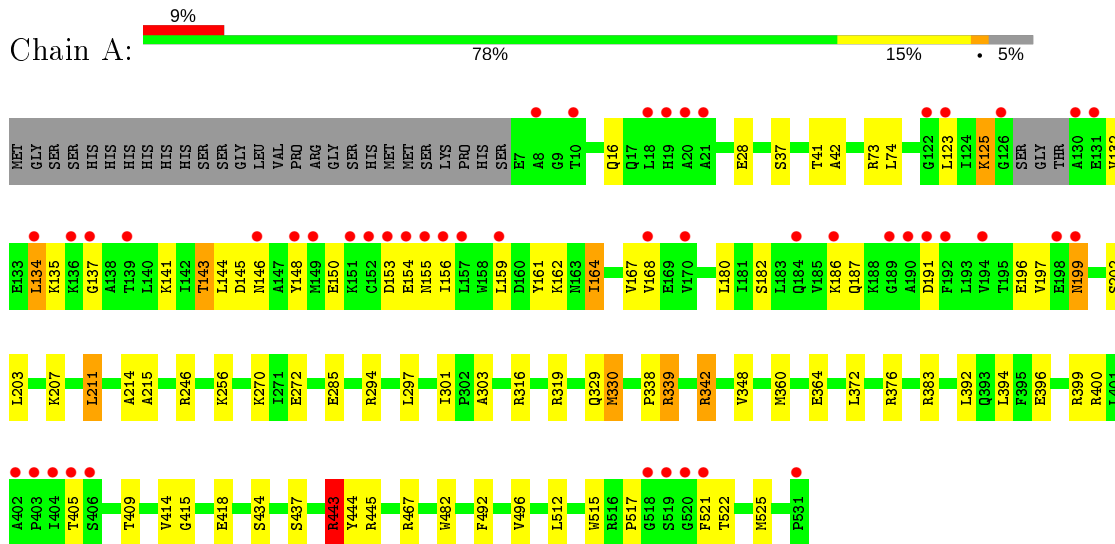 9%
Chain A:
78% 15% • 5%
MET GLY SER SER HIS HIS HIS HIS HIS HIS SER SER GLY LEU VAL PRO ARG GLY SER HIS MET MET SER LYS PRO HIS SER E7 A8 G9 T10 Q16 Q17 L18 H19 A20 A21 E28 S37 T41 A42 R73 L74 G122 L123 I124 K125 G126 SER GLY THR A130 E131 V132
E133 L134 K135 K136 G137 A138 T139 L140 K141 I142 T143 L144 D145 N146 A147 Y148 M149 E150 K151 C152 D153 E154 N155 I156 L157 W158 L159 D160 Y161 K162 N163 I164 V167 V168 E169 V170 L180 I181 S182 L183 Q184 V185 K186 Q187 K188 G189 A190 D191 F192 L193 V194 T195 E196 V197 E198 N199 S202
L203 K207 L211 A214 A215 R246 K256 K270 I271 E272 E285 R294 L297 I301 P302 A303 R316 R319 Q329 M330 P338 R339 R342 V348 M360 E364 L372 R376 R383 L392 Q393 L394 F395 E396 R399 R400 L401
A402 P403 I404 T405 S406 T409 V414 G415 E418 S434 S437 R443 Y444 R445 R467 W482 F492 V496 L512 W515 R516 P517 G518 S519 G520 F521 T522 M525 P531